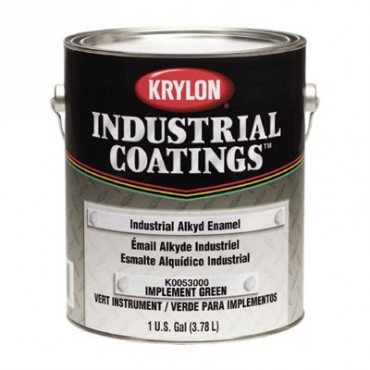 KRYLON
INDUSTRIAL
COATINGS™
Industrial Alkyd Enamel
Émail Alkyde Industriel
Esmalte Alquídico Industrial
K0053000
IMPLEMENT GREEN
VERT INSTRUMENT / VERDE PARA IMPLEMENTOS
1 U.S. Gal (3.78 L)